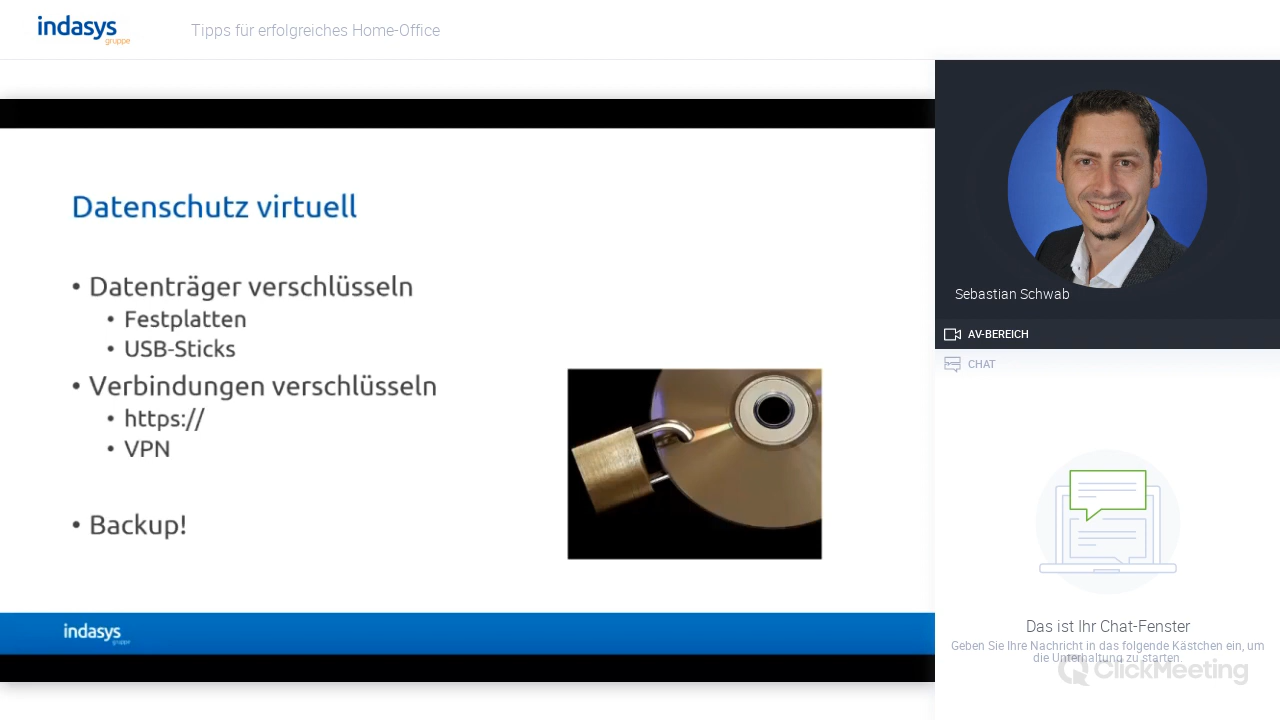 indasys
gruppe
Tipps für erfolgreiches Home-Office
Datenschutz virtuell
• Datenträger verschlüsseln
• Festplatten
• USB-Sticks
• Verbindungen verschlüsseln
• https://
• VPN
• Backup!
indasys
gruppe
Sebastian Schwab
AV-BEREICH
CHAT
Das ist Ihr Chat-Fenster
Geben Sie Ihre Nachricht in das folgende Kästchen ein, um
die Unterhaltung zu starten.
ClickMeeting